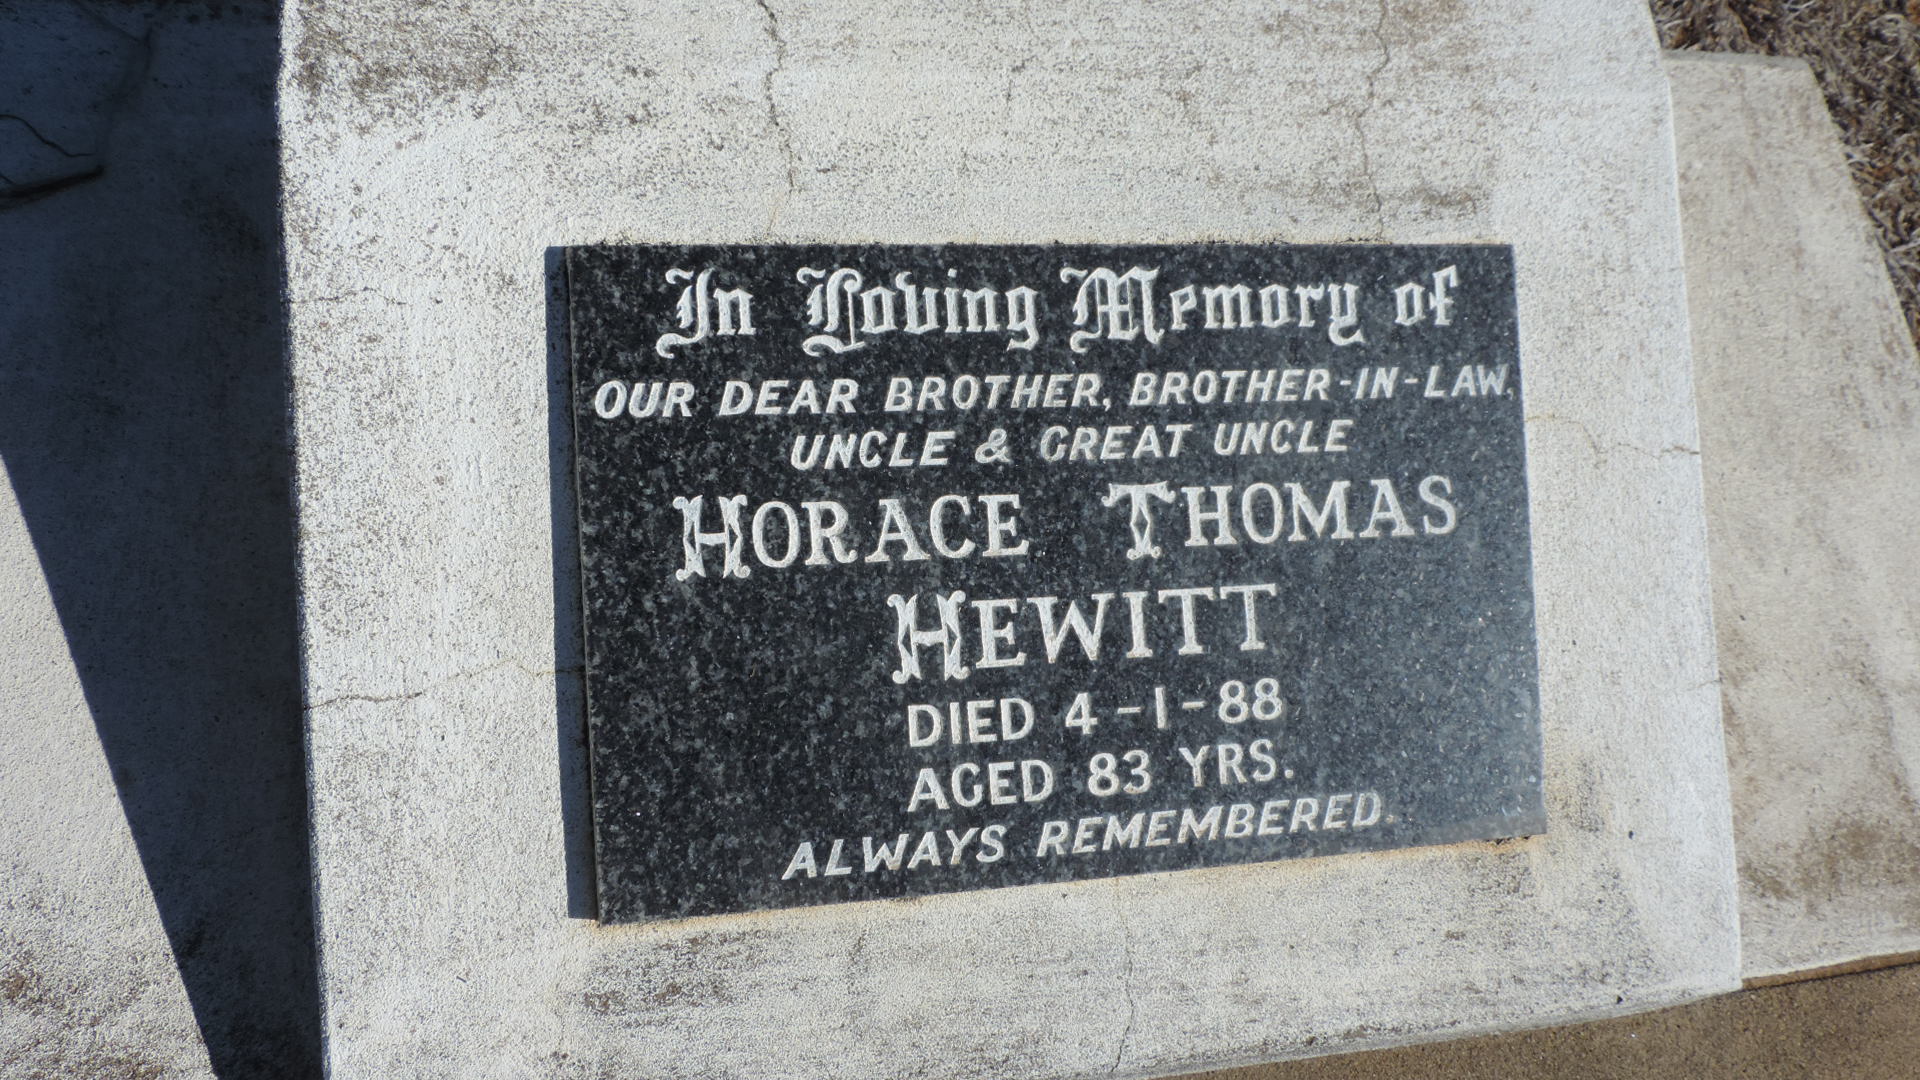 In Loving Memory of
OUR DEAR BROTHER, BROTHER-IN-LAW,
UNCLE & GREAT UNCLE
HORACE THOMAS
HEWITT
DIED 4-1-88
AGED 83 YRS.
ALWAYS REMEMBERED.